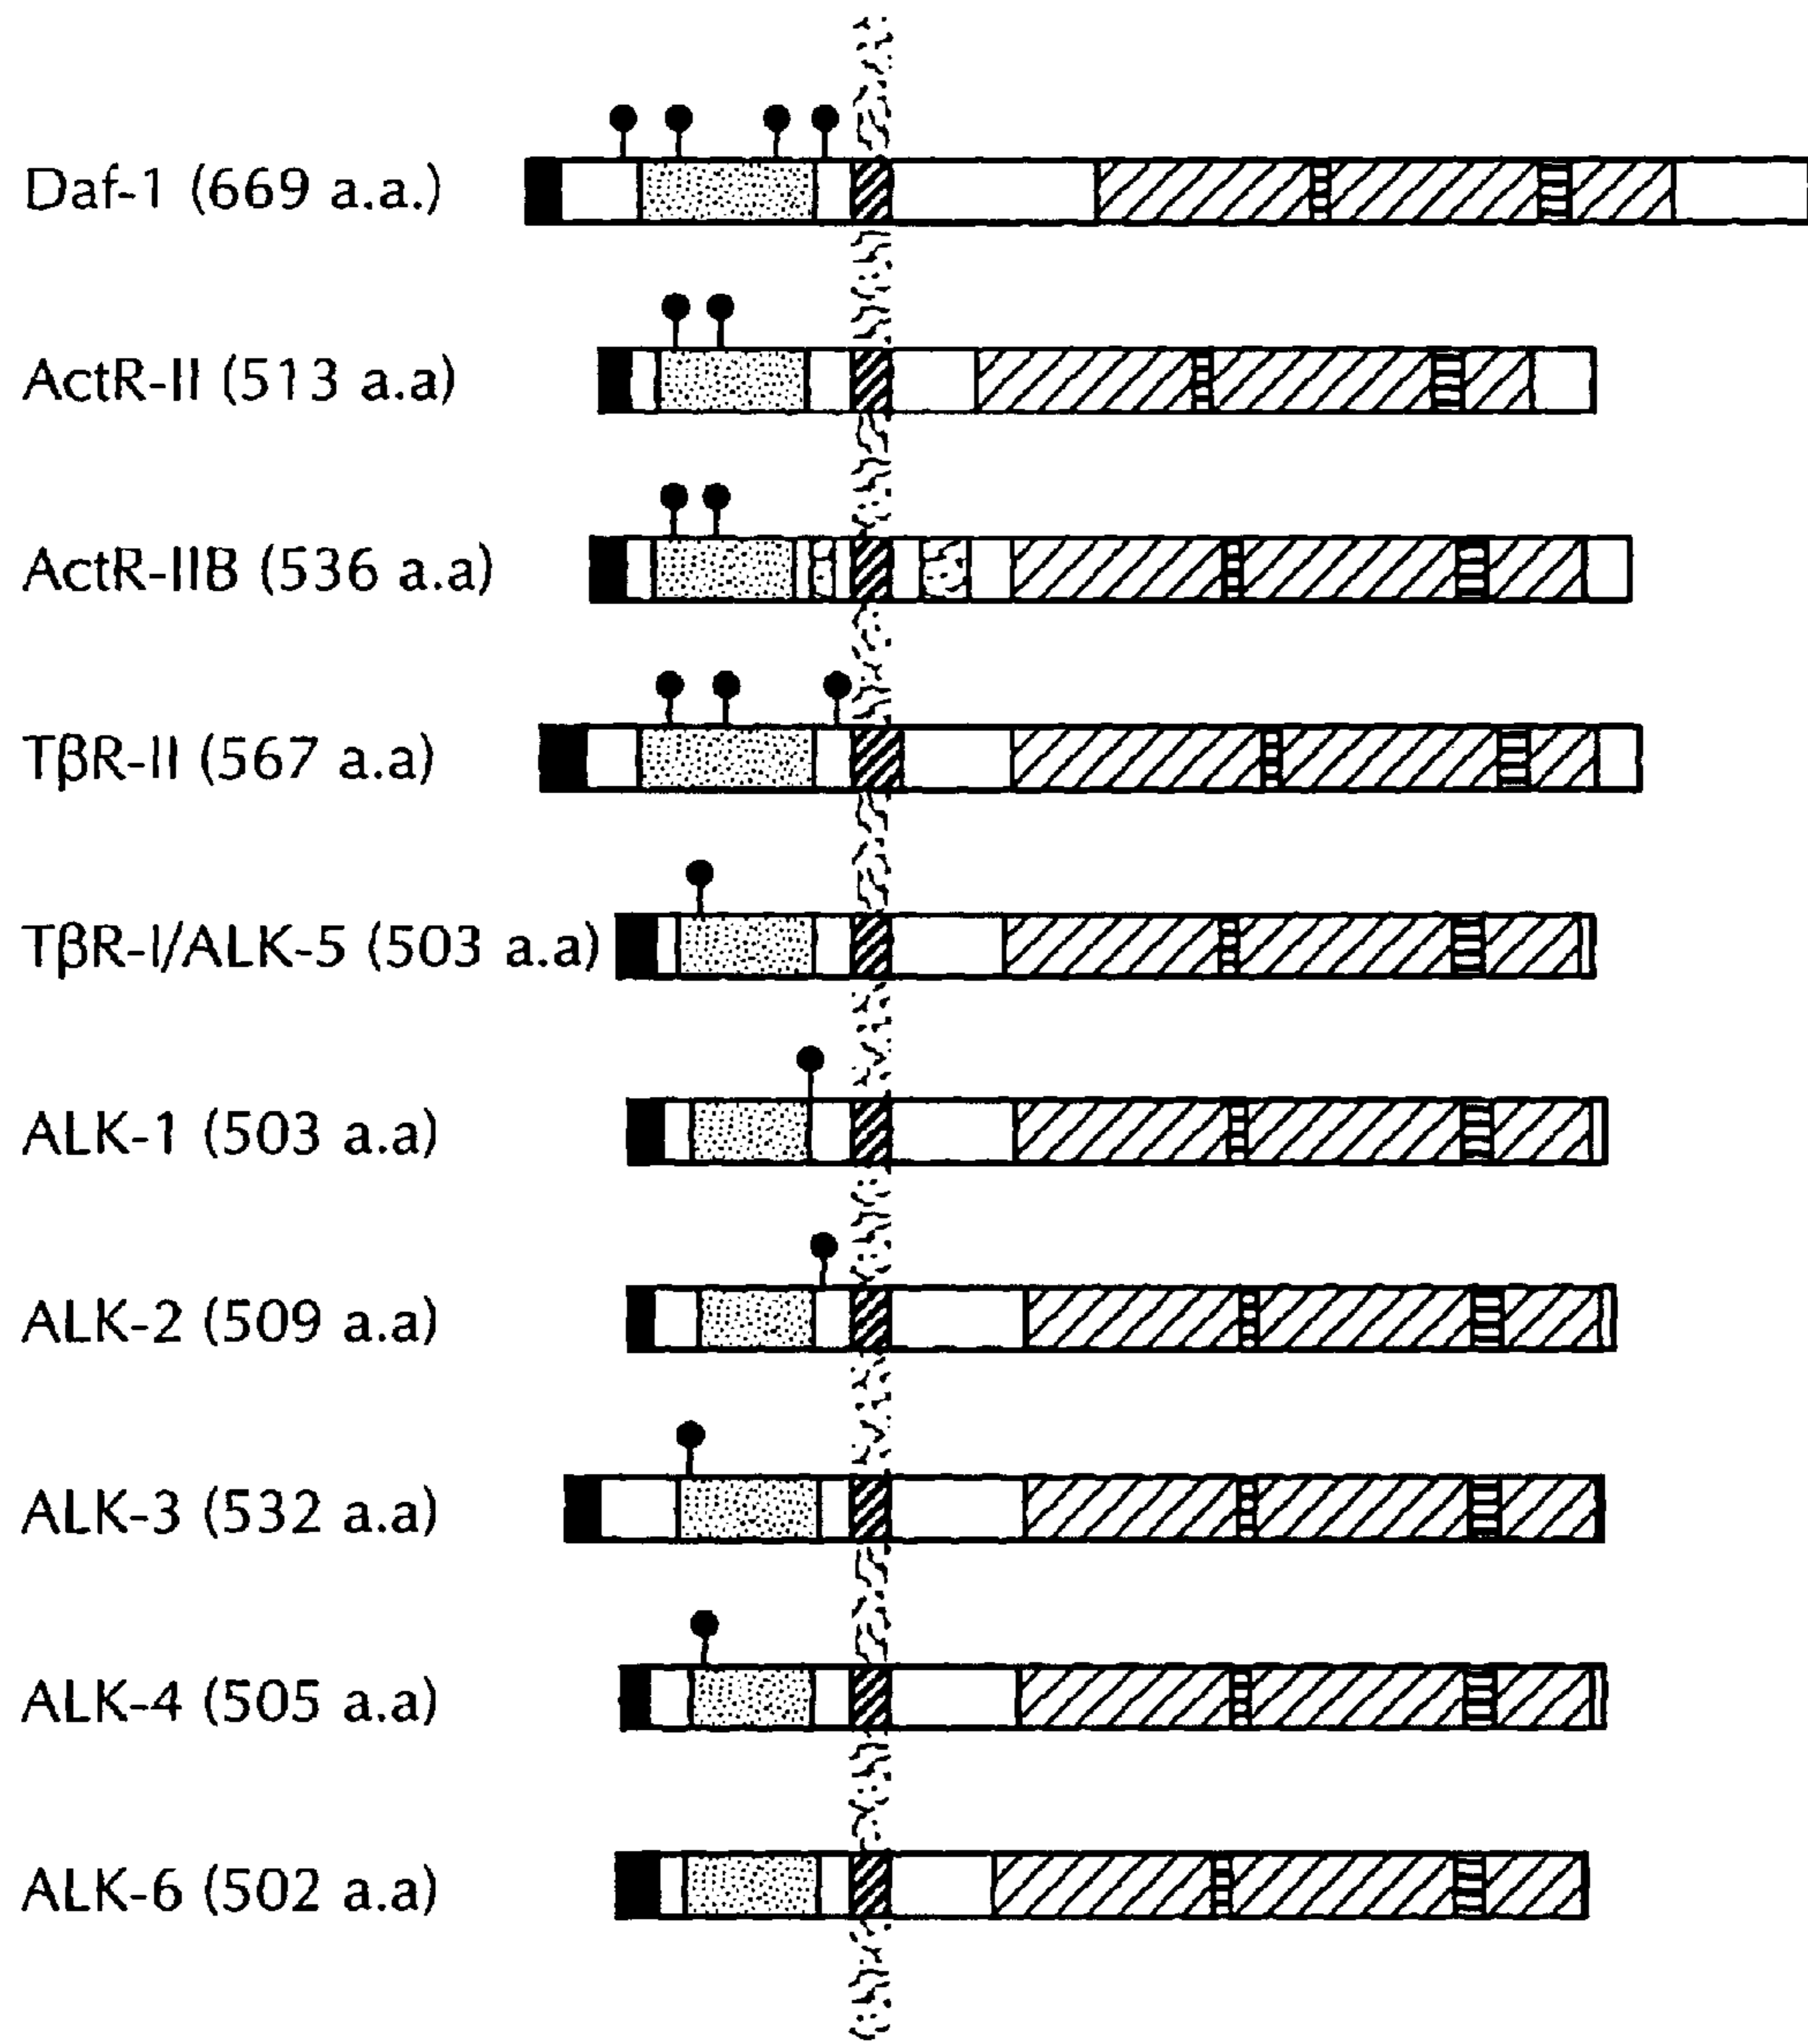 Daf-1 (669 a.a.)
ActR-II (513 a.a)
ActR-IIB (536 a.a)
TβR-II (567 a.a)
TβR-I/ALK-5 (503 a.a)
ALK-1 (503 a.a)
ALK-2 (509 a.a)
ALK-3 (532 a.a)
ALK-4 (505 a.a)
ALK-6 (502 a.a)